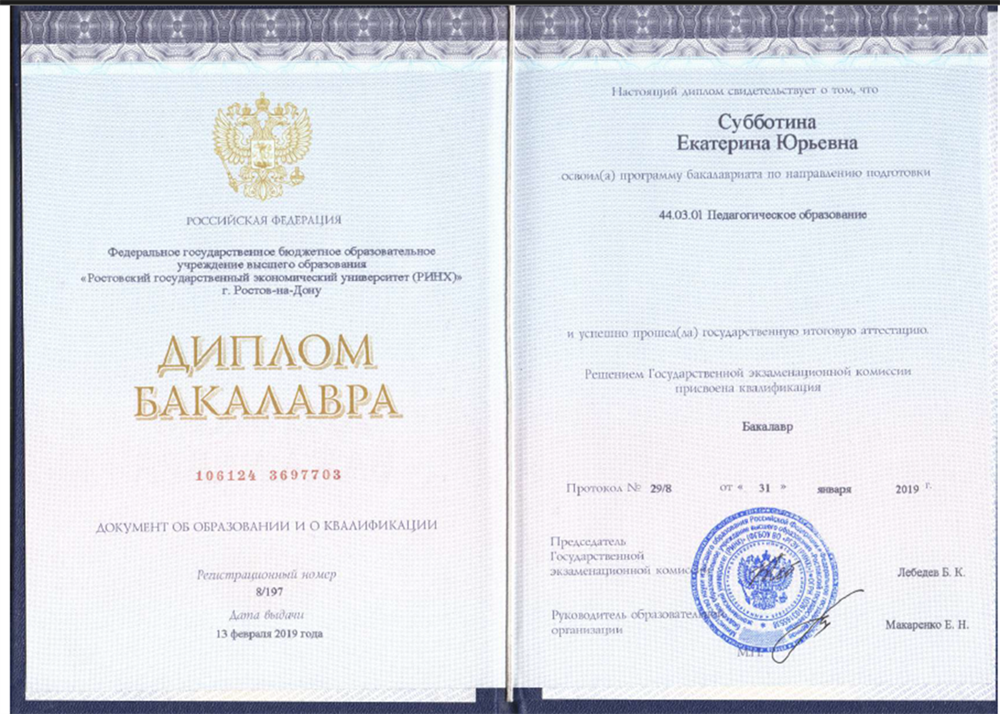 РОССИЙСКАЯ ФЕДЕРАЦИЯ
Федеральное государственное бюджетное образовательное
учреждение высшего образования
«Ростовский государственный экономический университет (РИНХ)»
г. Ростов-на-Дону
ДИПЛОМ
БАКАЛАВРА
106124 3697703
ДОКУМЕНТ ОБ ОБРАЗОВАНИИ И О КВАЛИФИКАЦИИ
Регистрационный номер
8/197
Дата выдачи
13 февраля 2019 года
Настоящий диплом свидетельствует о том, что
Субботина
Екатерина Юрьевна
освоил(а) программу бакалавриата по направлению подготовки
44.03.01 Педагогическое образование
и успешно прошел(ла) государственную итоговую аттестацию.
Решением Государственной экзаменационной комиссии
присвоена квалификация
Бакалавр
Протокол № 29/8 от « 31 » января 2019 г.
Председатель
Государственной
экзаменационной
Лебедев Б. К.
Руководитель
организации
Макаренко Е. Н.
М.П.